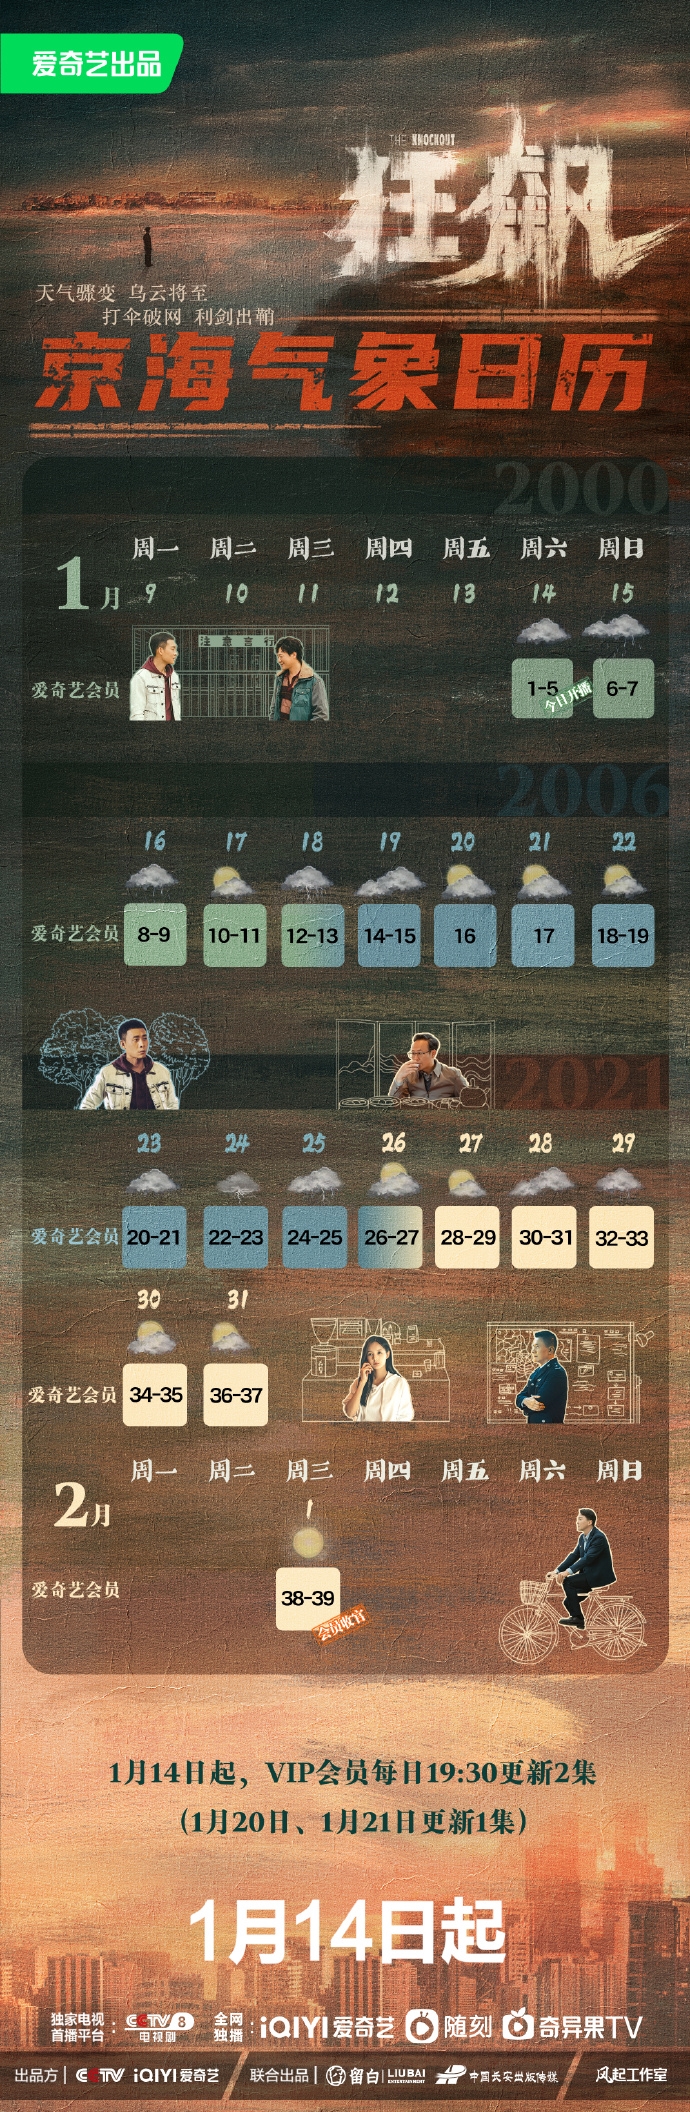 爱奇艺出品
THE KNOCKOUT
狂飙
天气骤变 乌云将至
打伞破网 利剑出鞘
京海气象日历
2000
周一 周二 周三 周四 周五 周六 周日
1月 9 10 11 12 13 14 15
注意言行
爱奇艺会员 1-5 6-7
今日开播
2006
16 17 18 19 20 21 22
爱奇艺会员 8-9 10-11 12-13 14-15 16 17 18-19
2021
23 24 25 26 27 28 29
爱奇艺会员 20-21 22-23 24-25 26-27 28-29 30-31 32-33
30 31
爱奇艺会员 34-35 36-37
周一 周二 周三 周四 周五 周六 周日
2月 1
爱奇艺会员 38-39
会员收官
1月14日起，VIP会员每日19:30更新2集
（1月20日、1月21日更新1集）
1月14日起
独家电视首播平台： CCTV 8 电视剧 全网独播： iQIYI爱奇艺 随刻 奇异果TV
出品方 | CCTV iQIYI爱奇艺 联合出品 | 留白 LIUBAI ENTERTAINMENT 中国长安出版传媒 风起工作室